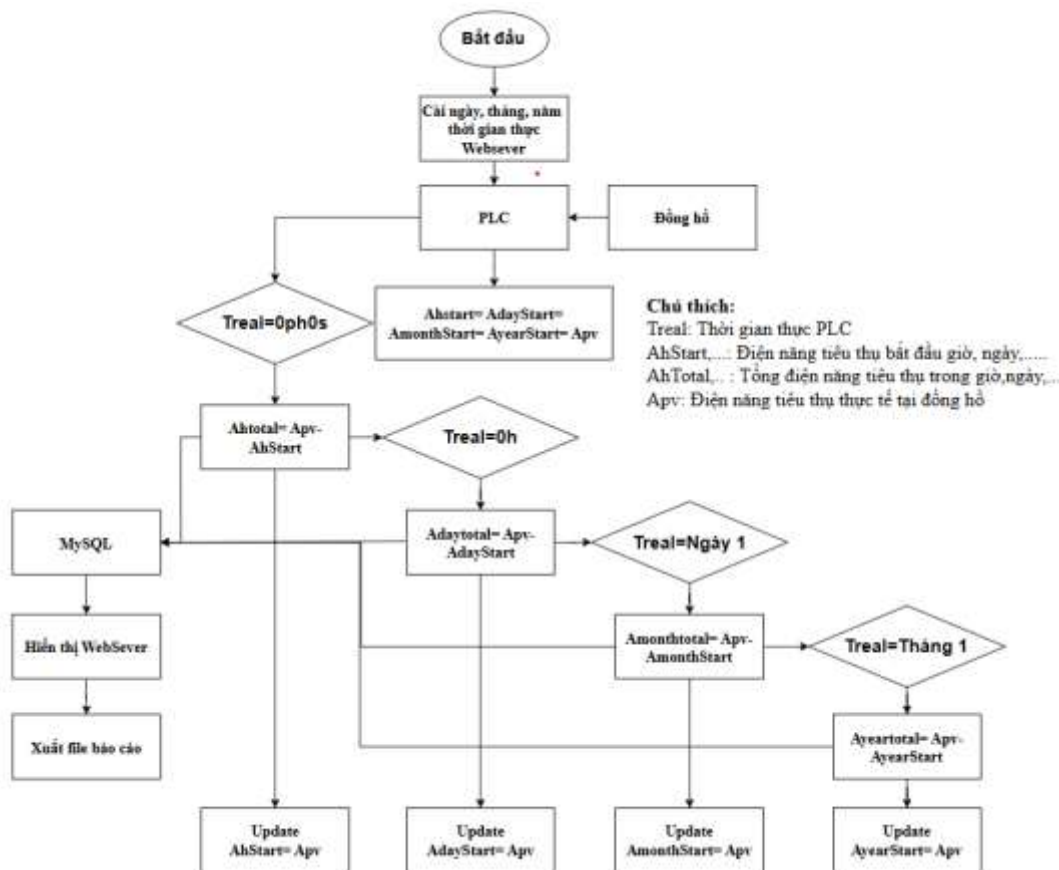 Bắt đầu
Cài ngày, tháng, năm
thời gian thực
Websever
PLC
Đồng hồ
Treal=0ph0s
Ahstart= AdayStart=
AmonthStart= AyearStart= Apv
Chú thích:
Treal: Thời gian thực PLC
AhStart,...: Điện năng tiêu thụ bắt đầu giờ, ngày,.....
AhTotal,.. : Tổng điện năng tiêu thụ trong giờ,ngày,...
Apv: Điện năng tiêu thụ thực tế tại đồng hồ
Ahtotal= Apv-
AhStart
Treal=0h
MySQL
Adaytotal= Apv-
AdayStart
Treal=Ngày 1
Hiển thị WebSever
Amonthtotal= Apv-
AmonthStart
Treal=Tháng 1
Xuất file báo cáo
Ayeartotal= Apv-
AyearStart
Update
AhStart= Apv
Update
AdayStart= Apv
Update
AmonthStart= Apv
Update
AyearStart= Apv